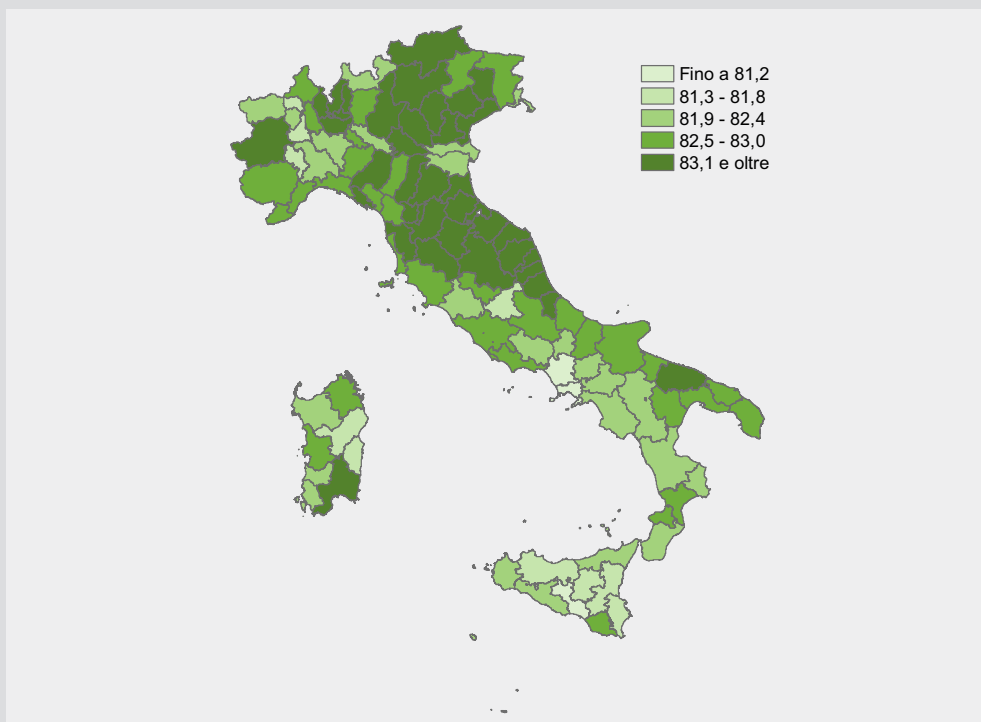 Fino a 81,2
81,3 - 81,8
81,9 - 82,4
82,5 - 83,0
83,1 e oltre